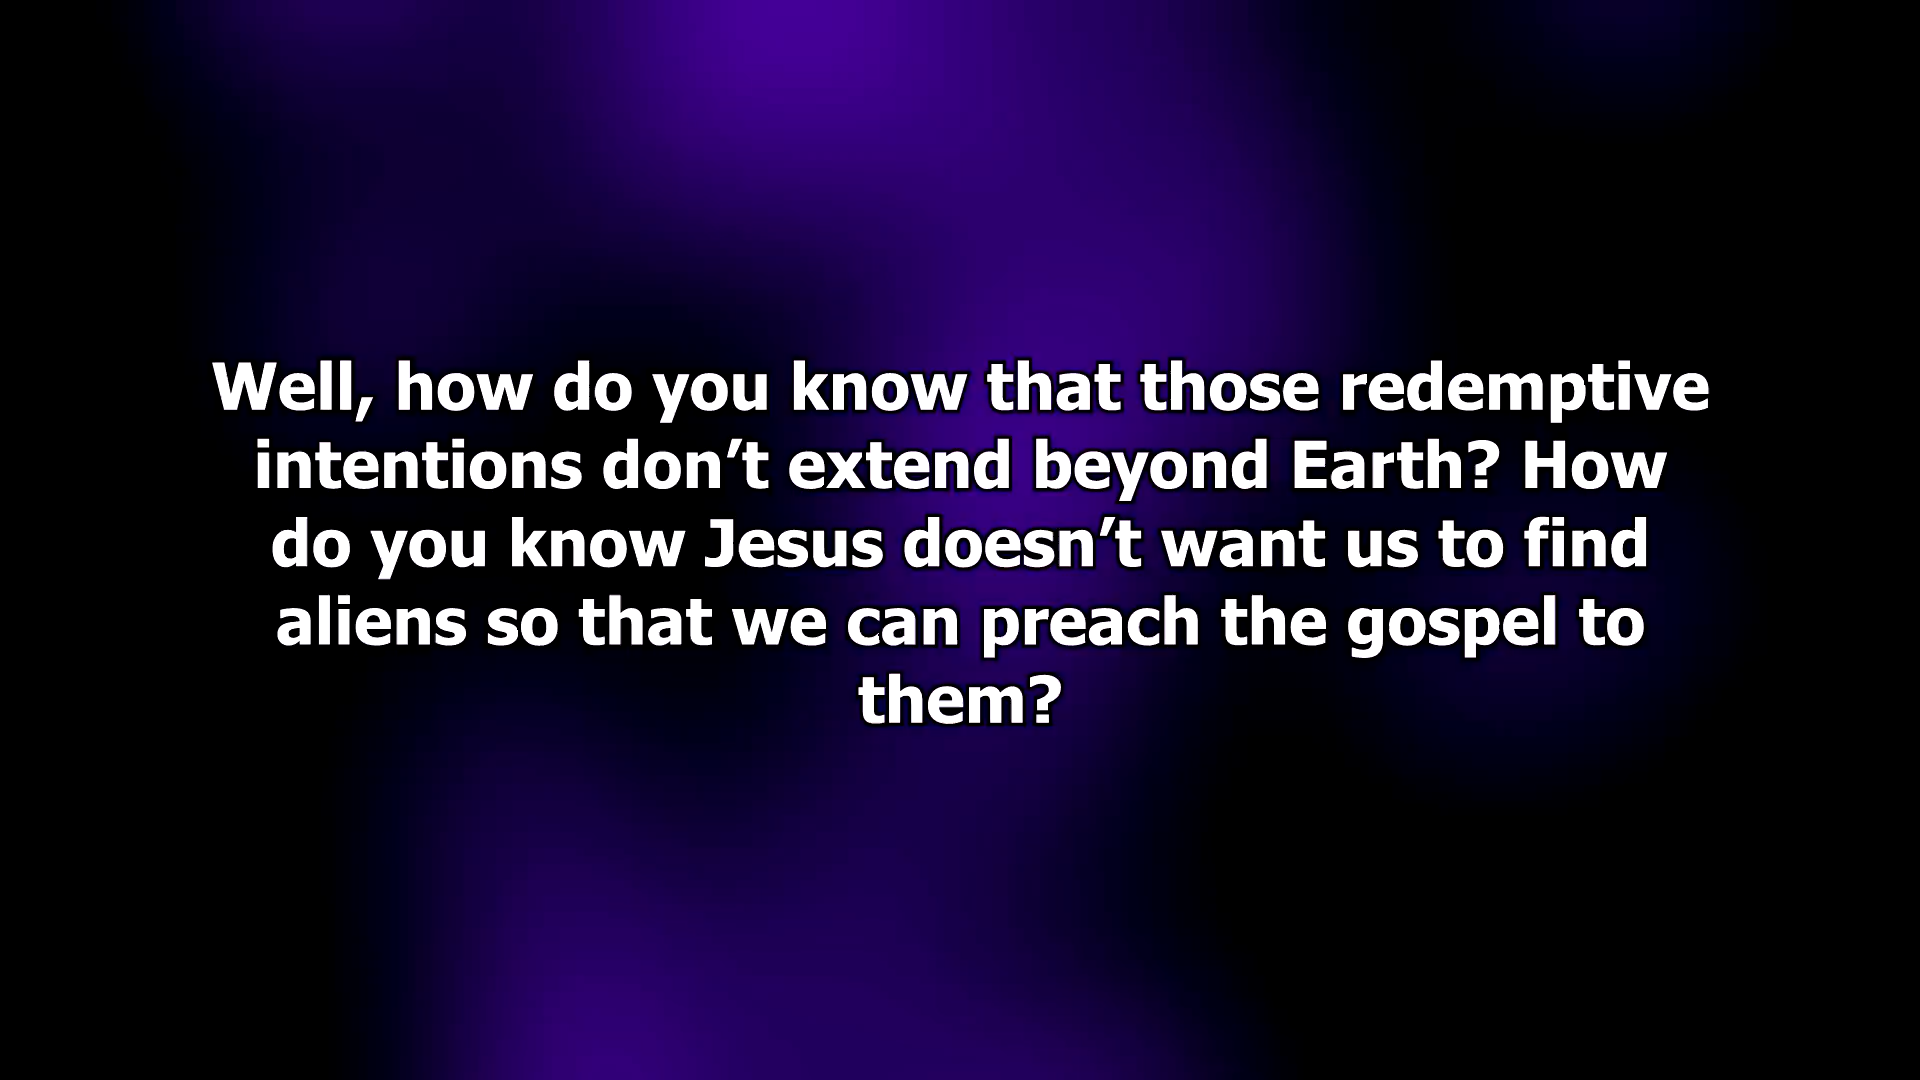 Well, how do you know that those redemptive
intentions don’t extend beyond Earth? How
do you know Jesus doesn’t want us to find
aliens so that we can preach the gospel to
them?